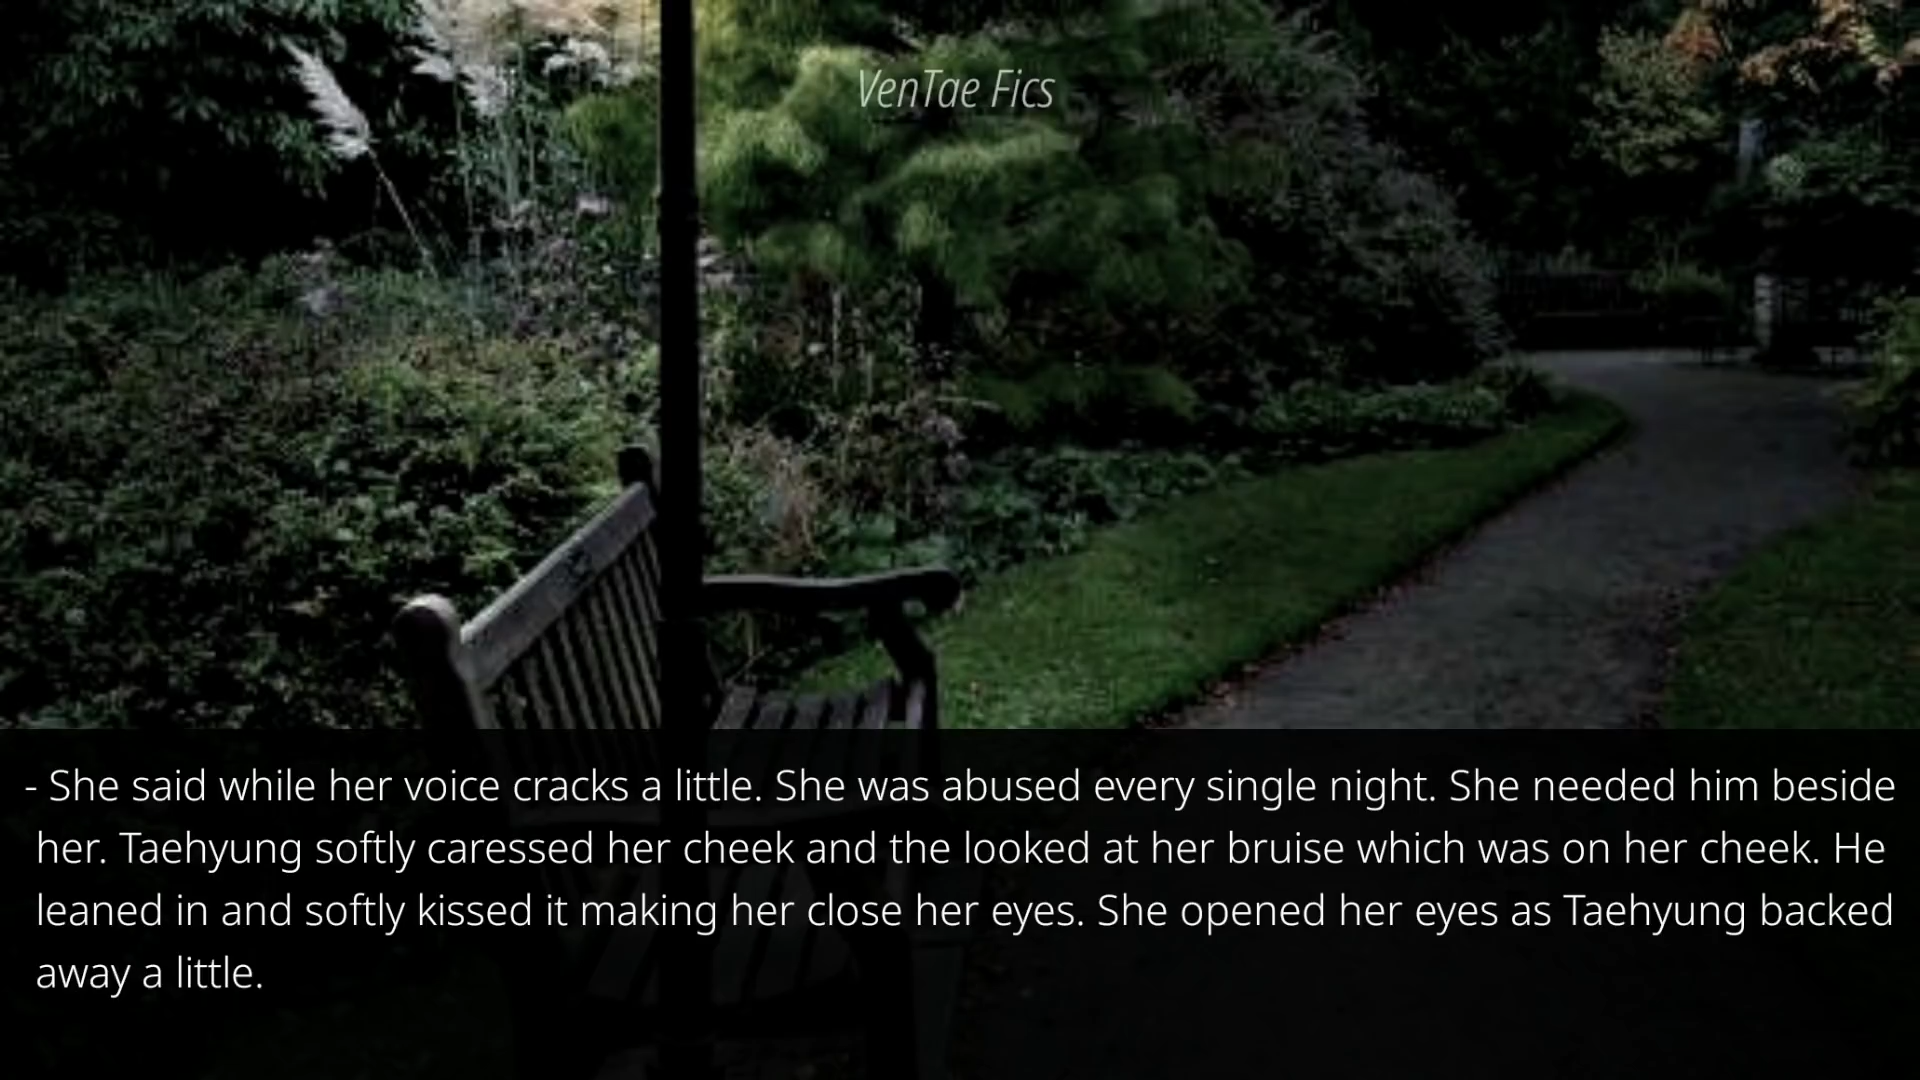 VenTae Fics
- She said while her voice cracks a little. She was abused every single night. She needed him beside
her. Taehyung softly caressed her cheek and the looked at her bruise which was on her cheek. He
leaned in and softly kissed it making her close her eyes. She opened her eyes as Taehyung backed
away a little.